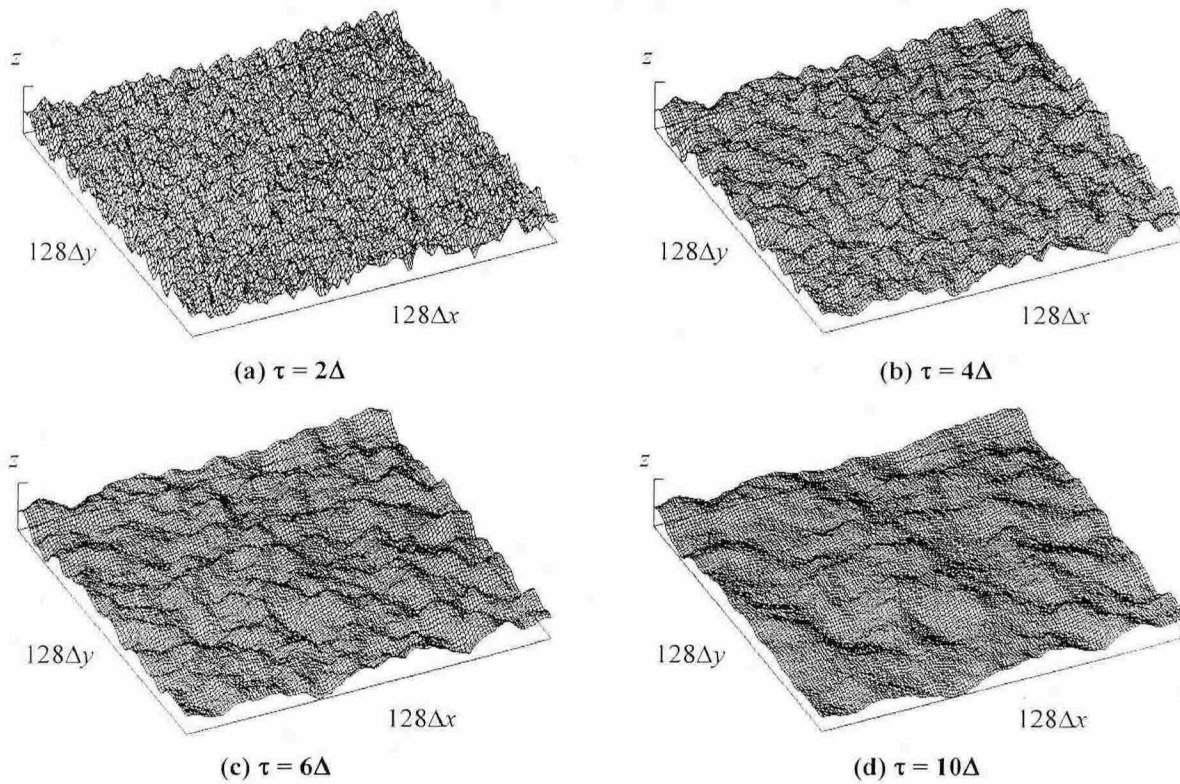 z
128Δy
128Δx
(a) τ = 2Δ
z
128Δy
128Δx
(b) τ = 4Δ
z
128Δy
128Δx
(c) τ = 6Δ
z
128Δy
128Δx
(d) τ = 10Δ